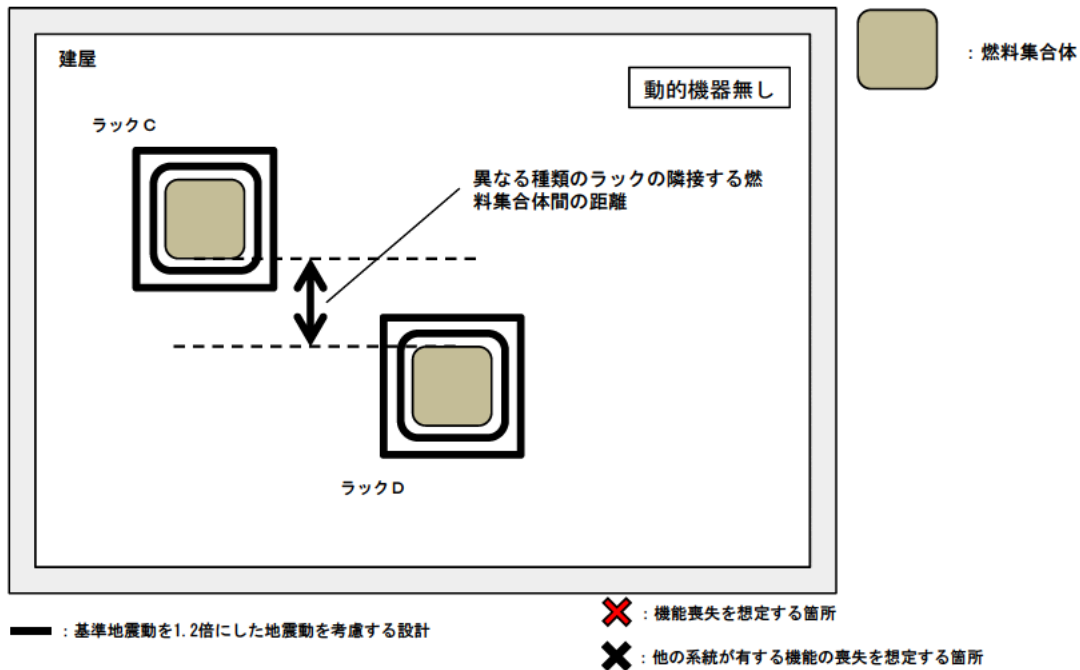 建屋
動的機器無し
：燃料集合体
ラックＣ
異なる種類のラックの隣接する燃
料集合体間の距離
ラックＤ
：基準地震動を1.2倍にした地震動を考慮する設計
：機能喪失を想定する箇所
：他の系統が有する機能の喪失を想定する箇所